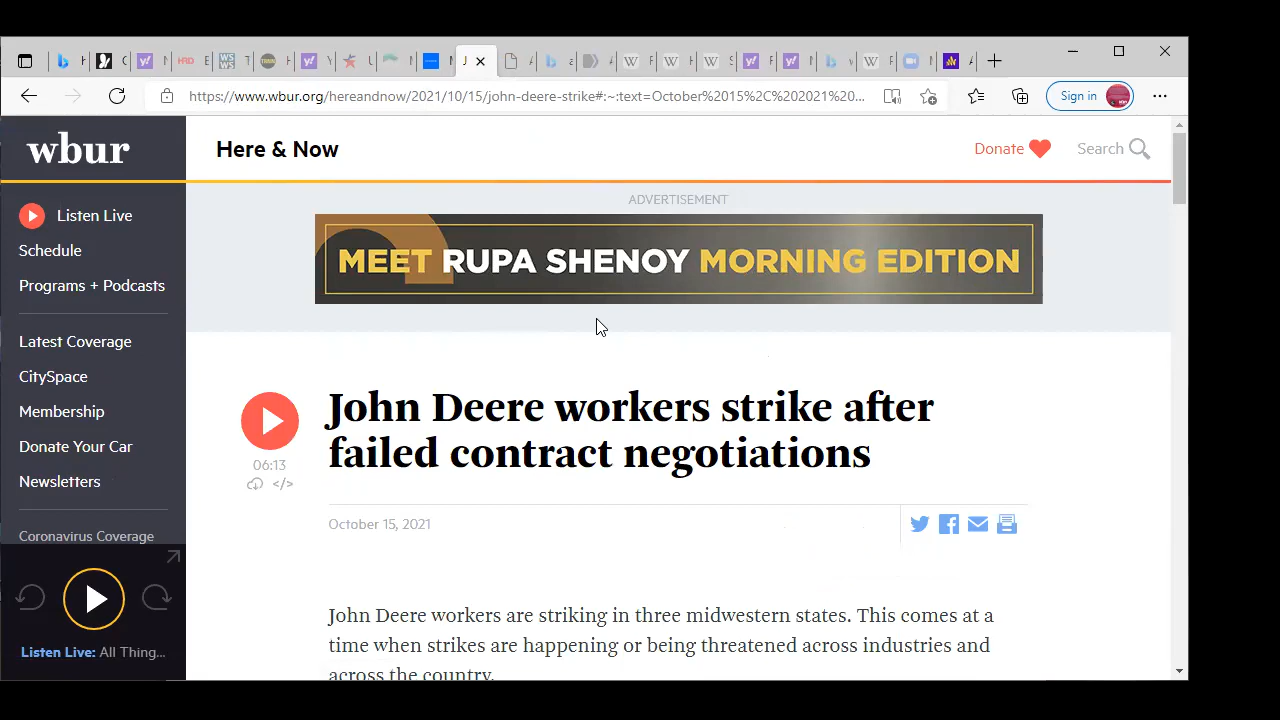 https://www.wbur.org/hereandnow/2021/10/15/john-deere-strike#:~:text=October%2015%2C%202021%20...
Sign in
wbur
Here & Now
Donate
Search
Listen Live
Schedule
Programs + Podcasts
Latest Coverage
CitySpace
Membership
Donate Your Car
Newsletters
Coronavirus Coverage
Listen Live: All Thing...
ADVERTISEMENT
MEET RUPA SHENOY MORNING EDITION
John Deere workers strike after
failed contract negotiations
06:13
</>
October 15, 2021
John Deere workers are striking in three midwestern states. This comes at a
time when strikes are happening or being threatened across industries and
across the country.